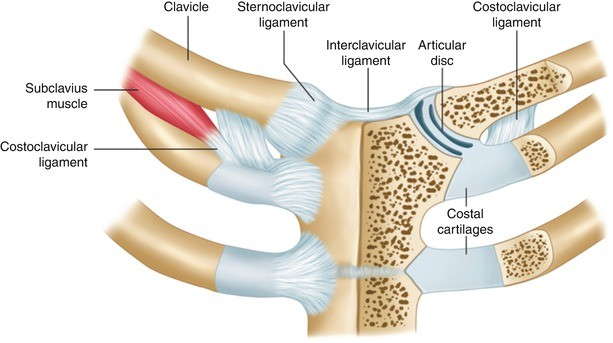 Clavicle
Sternoclavicular
ligament
Costoclavicular
ligament
Interclavicular
ligament
Articular
disc
Subclavius
muscle
Costoclavicular
ligament
Costal
cartilages